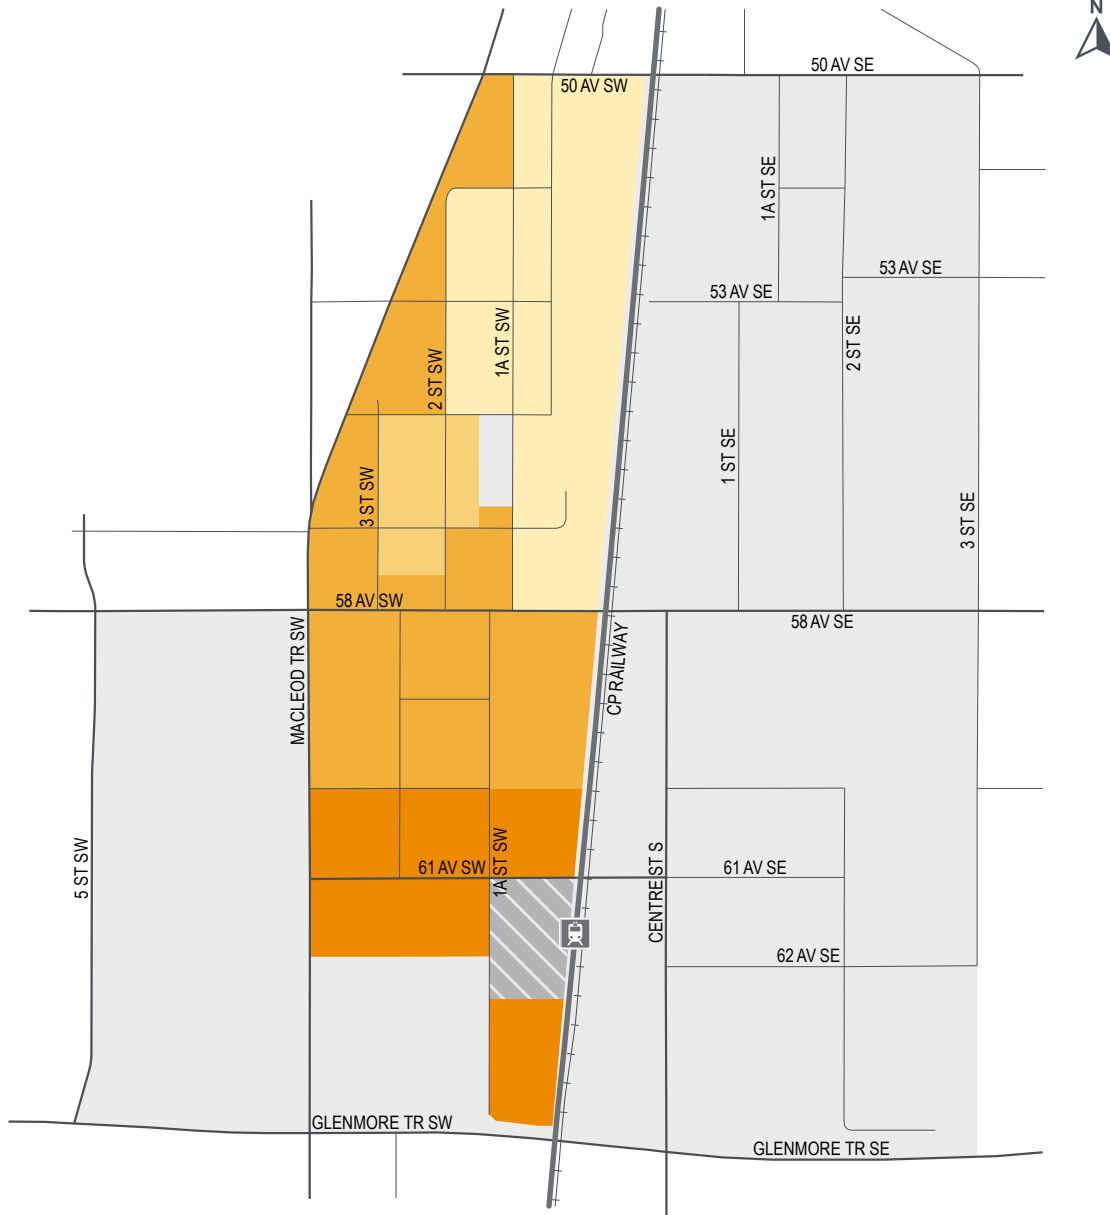 N
50 AV SE
50 AV SW
1A ST SE
53 AV SE
53 AV SE
1A ST SW
2 ST SE
2 ST SW
1 ST SE
3 ST SW
3 ST SE
58 AV SW
58 AV SE
MACLEOD TR SW
CP RAILWAY
5 ST SW
61 AV SW
1A ST SW
CENTRE ST S
61 AV SE
62 AV SE
GLENMORE TR SW
GLENMORE TR SE